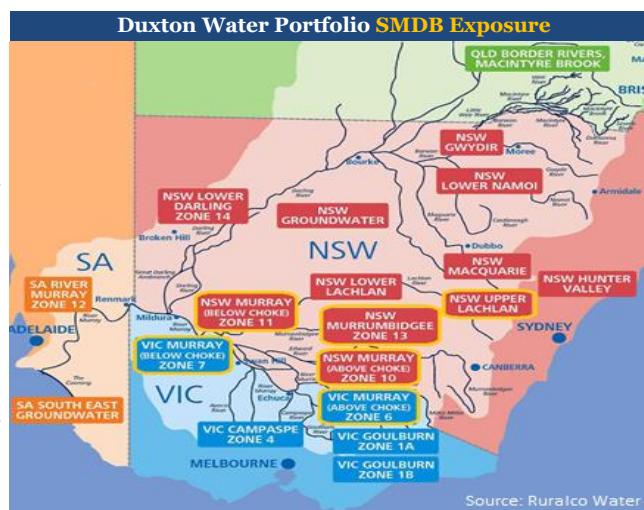 Duxton Water Portfolio SMDB Exposure
QLD BORDER RIVERS,
MACINTYRE BROOK
BRIS
NSW
GWYDIR
Moree
Bourke
NSW
LOWER NAMOI
Armidale
NSW LOWER
DARLING
ZONE 14
NSW
GROUNDWATER
Darling
River
Broken Hill
Dubbo
SA
NSW
NSW
MACQUARIE
SA RIVER
MURRAY
ZONE 12
Renmark
NSW LOWER
LACHLAN
Lachlan
River
NSW HUNTER
VALLEY
NSW MURRAY
(BELOW CHOKE)
ZONE 11
NSW
MURRUMBIDGEE
ZONE 13
NSW UPPER
LACHLAN
ADELAIDE
Mildura
SYDNEY
VIC MURRAY
(BELOW CHOKE)
ZONE 7
Swan Hill
NSW MURRAY
(ABOVE CHOKE)
ZONE 10
CANBERRA
VIC
Echuca
VIC MURRAY
(ABOVE CHOKE)
ZONE 6
SA SOUTH EAST
GROUNDWATER
VIC CAMPASPE
ZONE 4
VIC GOULBURN
ZONE 1A
MELBOURNE
VIC GOULBURN
ZONE 1B
Source: Ruralco Water